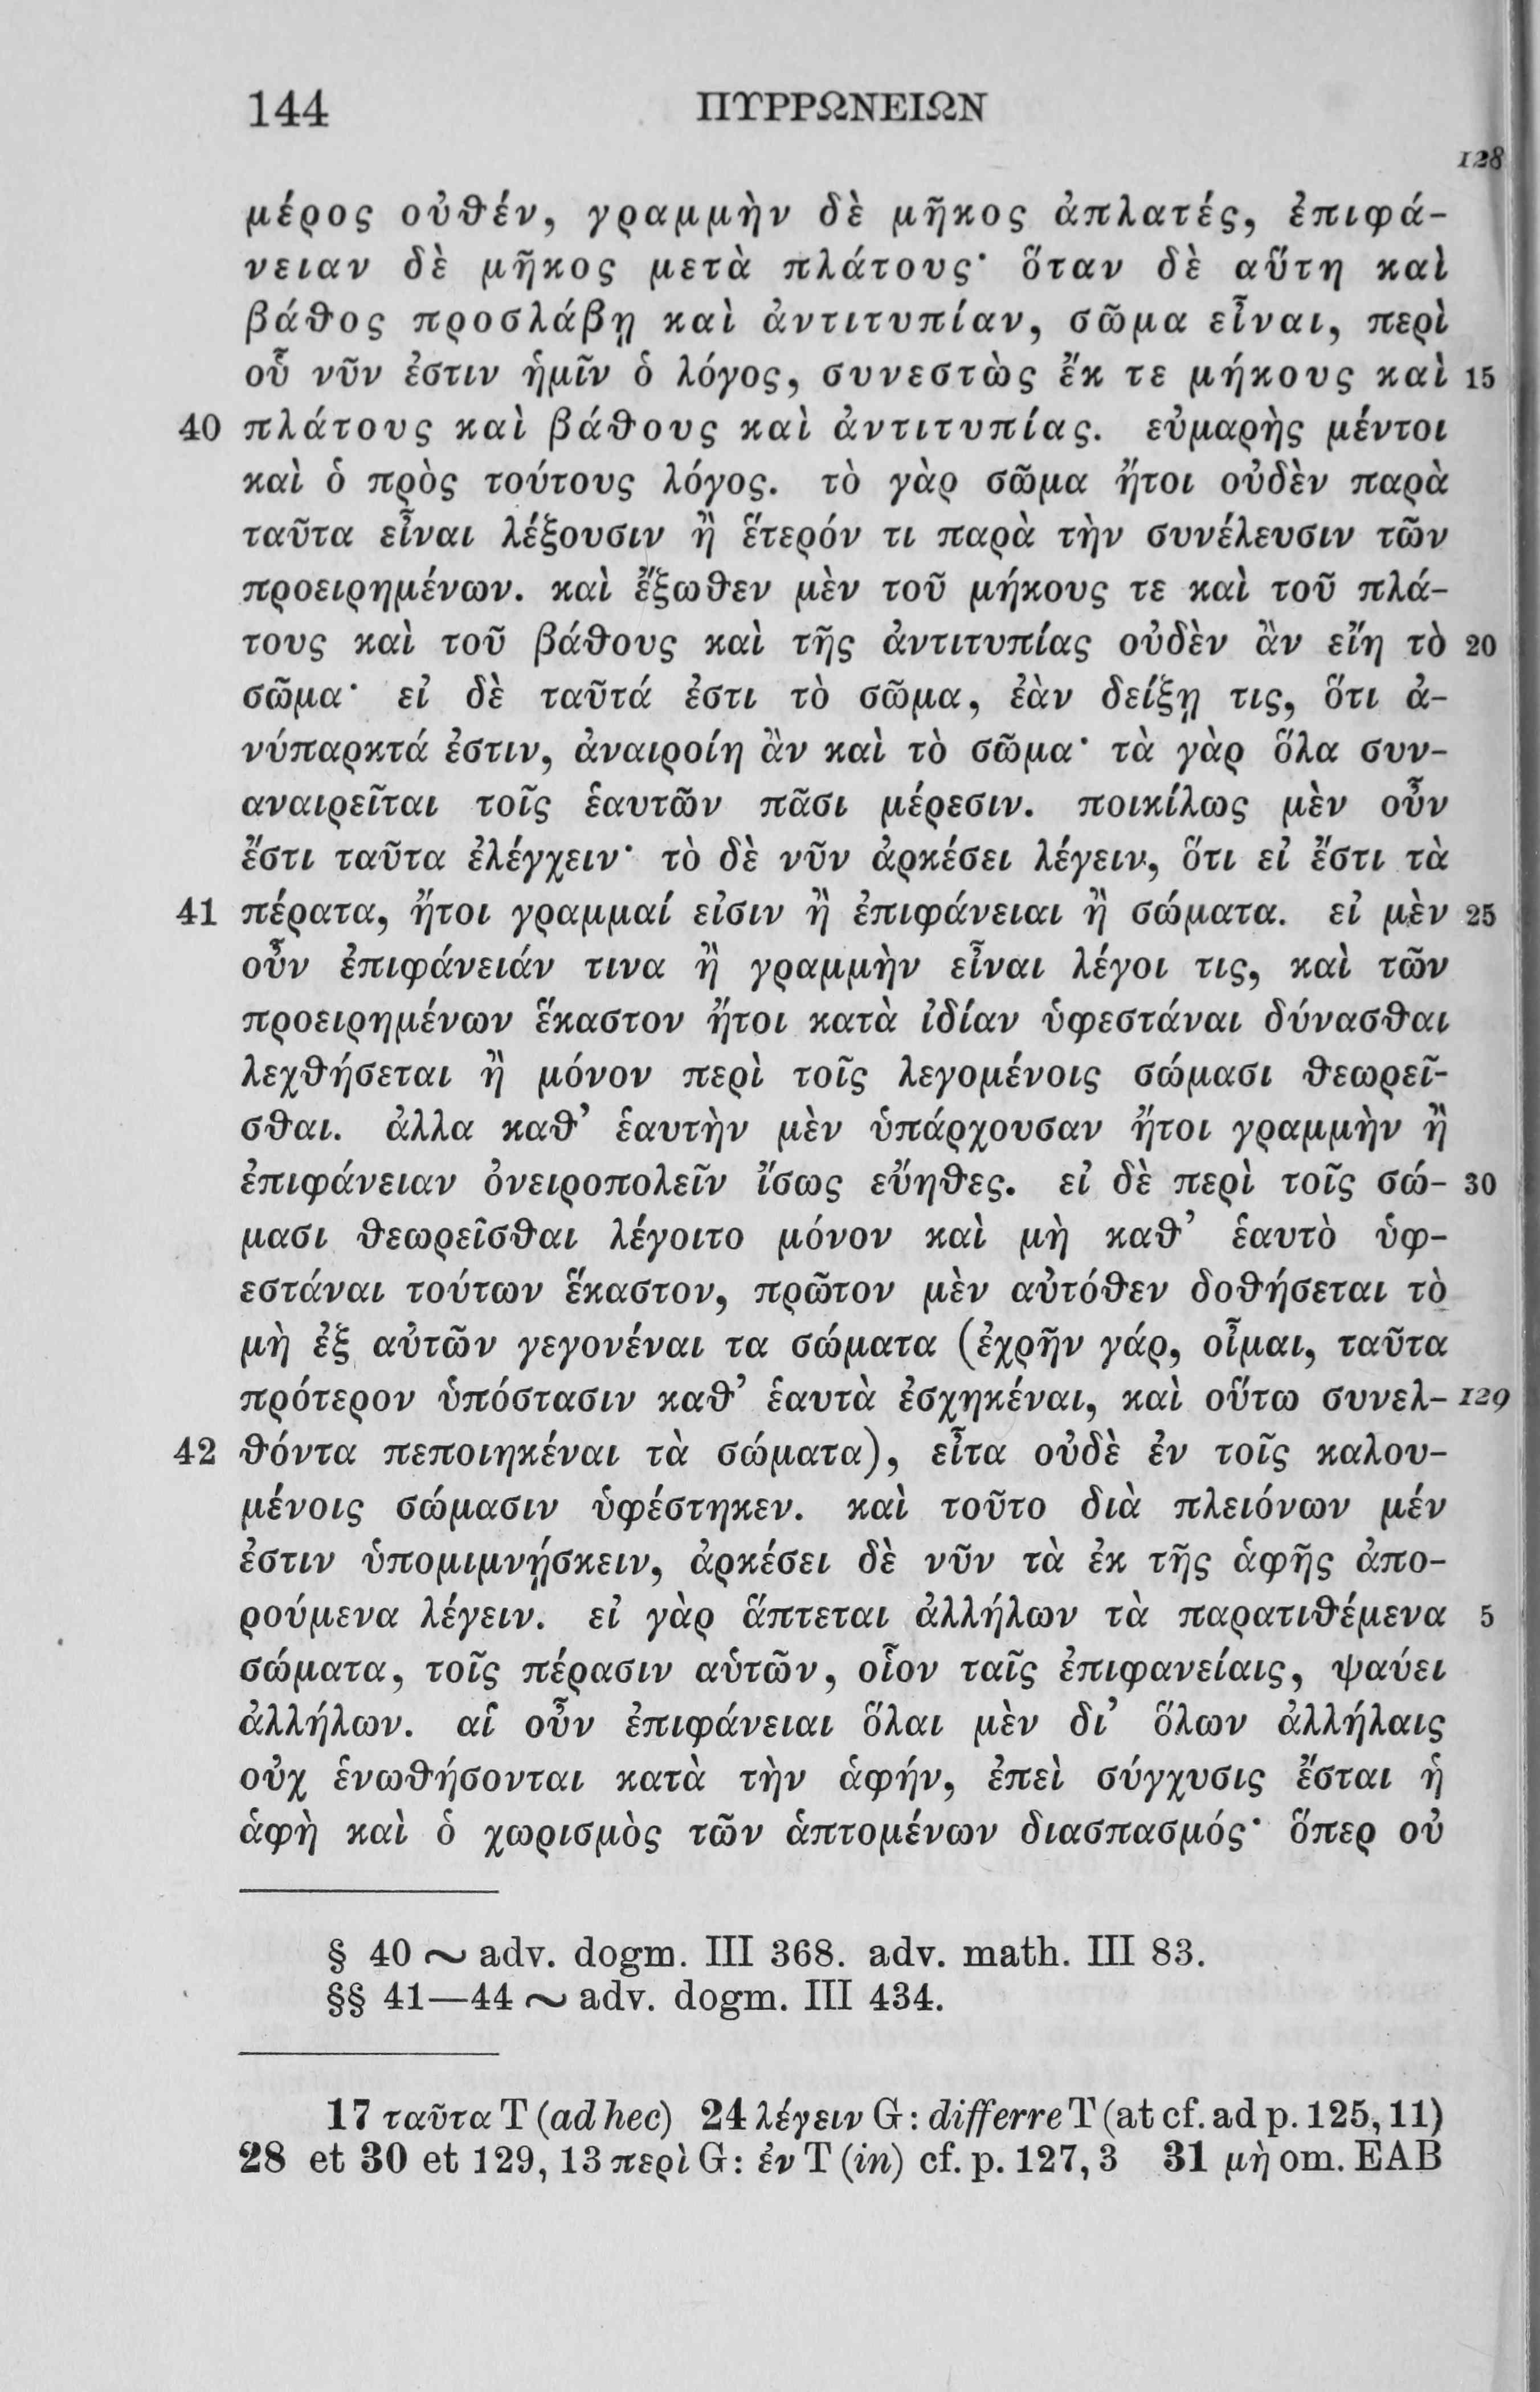 144 ΠΥΡΡΩΝΕΙΩΝ
128
μέρος οὐθέν, γραμμὴν δὲ μῆκος ἀπλατές, ἐπιφά-
νειαν δὲ μῆκος μετὰ πλάτους· ὅταν δὲ αὕτη καὶ
βάθος προσλάβῃ καὶ ἀντιτυπίαν, σῶμα εἶναι, περὶ
οὗ νῦν ἐστιν ἡμῖν ὁ λόγος, συνεστὼς ἔκ τε μήκους καὶ 15
40 πλάτους καὶ βάθους καὶ ἀντιτυπίας. εὐμαρὴς μέντοι
καὶ ὁ πρὸς τούτους λόγος. τὸ γὰρ σῶμα ἤτοι οὐδὲν παρὰ
ταῦτα εἶναι λέξουσιν ἢ ἕτερόν τι παρὰ τὴν συνέλευσιν τῶν
προειρημένων. καὶ ἔξωθεν μὲν τοῦ μήκους τε καὶ τοῦ πλά-
τους καὶ τοῦ βάθους καὶ τῆς ἀντιτυπίας οὐδὲν ἂν εἴη τὸ 20
σῶμα· εἰ δὲ ταῦτά ἐστι τὸ σῶμα, ἐὰν δείξῃ τις, ὅτι ἀ-
νύπαρκτά ἐστιν, ἀναιροίη ἂν καὶ τὸ σῶμα· τὰ γὰρ ὅλα συν-
αναιρεῖται τοῖς ἑαυτῶν πᾶσι μέρεσιν. ποικίλως μὲν οὖν
ἔστι ταῦτα ἐλέγχειν· τὸ δὲ νῦν ἀρκέσει λέγειν, ὅτι εἰ ἔστι τὰ
41 πέρατα, ἤτοι γραμμαί εἰσιν ἢ ἐπιφάνειαι ἢ σώματα. εἰ μὲν 25
οὖν ἐπιφάνειάν τινα ἢ γραμμὴν εἶναι λέγοι τις, καὶ τῶν
προειρημένων ἕκαστον ἤτοι κατὰ ἰδίαν ὑφεστάναι δύνασθαι
λεχθήσεται ἢ μόνον περὶ τοῖς λεγομένοις σώμασι θεωρεῖ-
σθαι. ἀλλα καθ’ ἑαυτὴν μὲν ὑπάρχουσαν ἤτοι γραμμὴν ἢ
ἐπιφάνειαν ὀνειροπολεῖν ἴσως εὔηθες. εἰ δὲ περὶ τοῖς σώ- 30
μασι θεωρεῖσθαι λέγοιτο μόνον καὶ μὴ καθ’ ἑαυτὸ ὑφ-
εστάναι τούτων ἕκαστον, πρῶτον μὲν αὐτόθεν δοθήσεται τὸ
μὴ ἐξ αὐτῶν γεγονέναι τα σώματα (ἐχρῆν γάρ, οἶμαι, ταῦτα
πρότερον ὑπόστασιν καθ’ ἑαυτὰ ἐσχηκέναι, καὶ οὕτω συνελ- 129
42 θόντα πεποιηκέναι τὰ σώματα), εἶτα οὐδὲ ἐν τοῖς καλου-
μένοις σώμασιν ὑφέστηκεν. καὶ τοῦτο διὰ πλειόνων μέν
ἐστιν ὑπομιμνήσκειν, ἀρκέσει δὲ νῦν τὰ ἐκ τῆς ἁφῆς ἀπο-
ρούμενα λέγειν. εἰ γὰρ ἅπτεται ἀλλήλων τὰ παρατιθέμενα 5
σώματα, τοῖς πέρασιν αὑτῶν, οἷον ταῖς ἐπιφανείαις, ψαύει
ἀλλήλων. αἱ οὖν ἐπιφάνειαι ὅλαι μὲν δι’ ὅλων ἀλλήλαις
οὐχ ἑνωθήσονται κατὰ τὴν ἁφήν, ἐπεὶ σύγχυσις ἔσται ἡ
ἁφὴ καὶ ὁ χωρισμὸς τῶν ἁπτομένων διασπασμός· ὅπερ οὐ
§ 40 ~ adv. dogm. III 368. adv. math. III 83.
§§ 41—44 ~ adv. dogm. III 434.
17 ταῦτα T (ad hec) 24 λέγειν G: differre T (at cf. ad p. 125, 11)
28 et 30 et 129, 13 περὶ G: ἐν T (in) cf. p. 127, 3 31 μὴ om. EAB